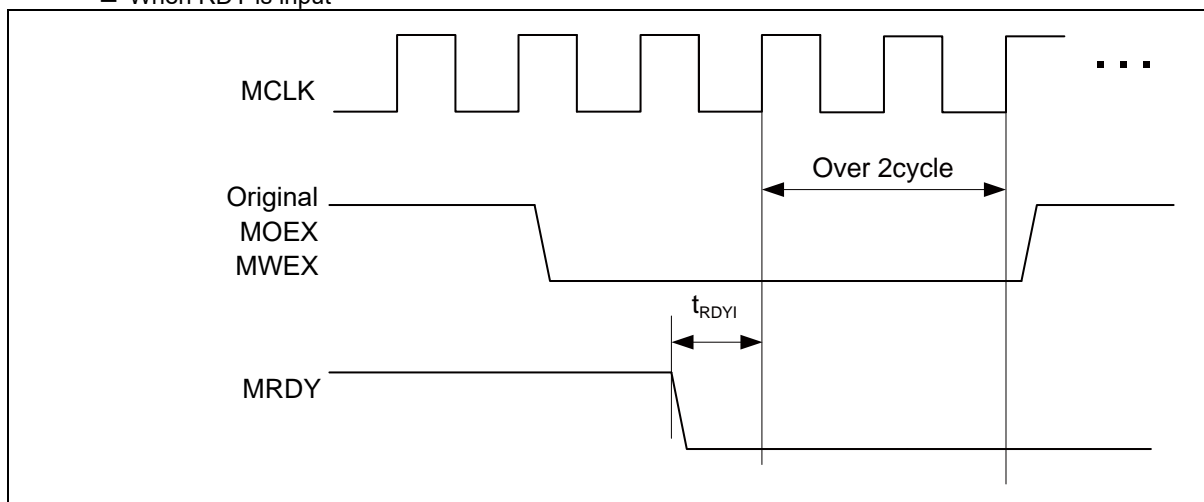 ■ When RDY is input
MCLK
Over 2cycle
Original
MOEX
MWEX
tRDYI
MRDY